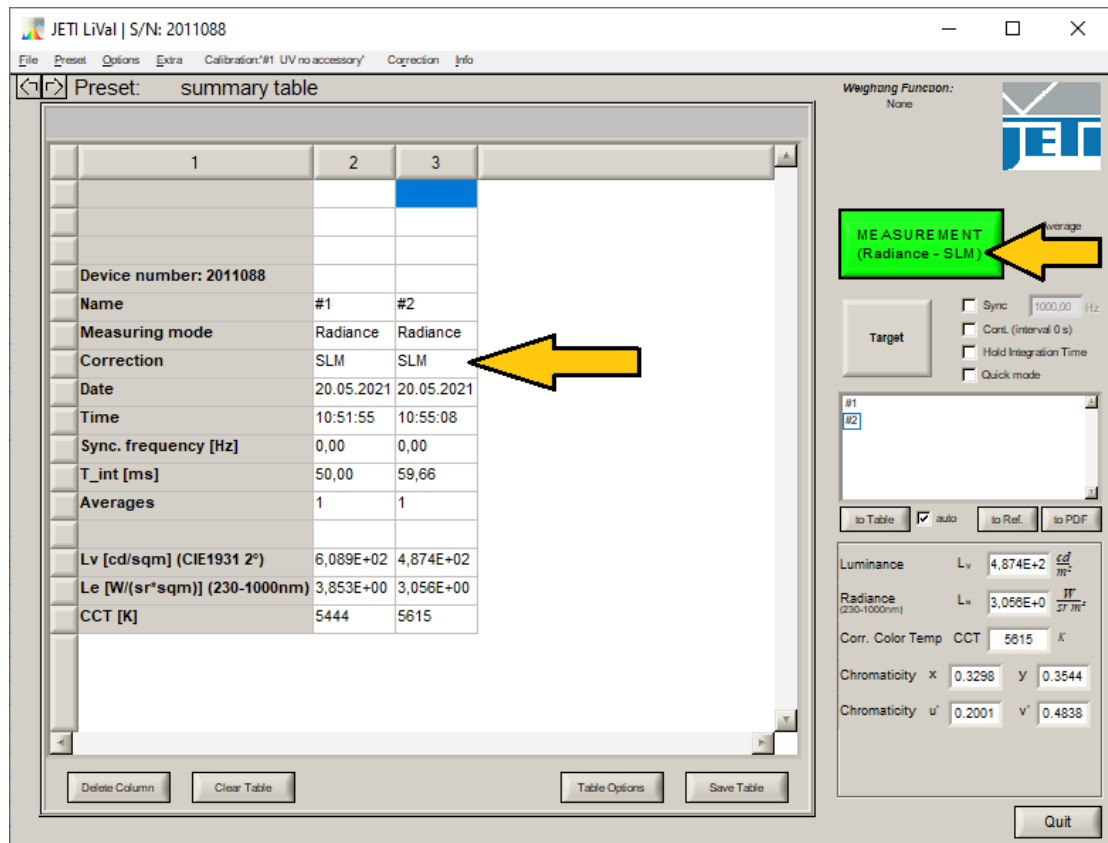 JETI LiVal | S/N: 2011088
File Preset Options Extra Calibration:'#1 UV no accessory' Correction Info
Preset: summary table
1 2 3
Device number: 2011088
Name #1 #2
Measuring mode Radiance Radiance
Correction SLM SLM
Date 20.05.2021 20.05.2021
Time 10:51:55 10:55:08
Sync. frequency [Hz] 0,00 0,00
T_int [ms] 50,00 59,66
Averages 1 1
Lv [cd/sqm] (CIE1931 2°) 6,089E+02 4,874E+02
Le [W/(sr*sqm)] (230-1000nm) 3,853E+00 3,056E+00
CCT [K] 5444 5615
Delete Column Clear Table Table Options Save Table
Weighting Function:
None
JETI
Average
MEASUREMENT
(Radiance - SLM)
Target
Sync 1000,00 Hz
Cont. (interval 0 s)
Hold Integration Time
Quick mode
#1
#2
to Table auto to Ref. to PDF
Luminance Lv 4,874E+2 cd/m²
Radiance Le 3,056E+0 W/sr m²
(230-1000nm)
Corr. Color Temp CCT 5615 K
Chromaticity x 0.3298 y 0.3544
Chromaticity u' 0.2001 v' 0.4838
Quit